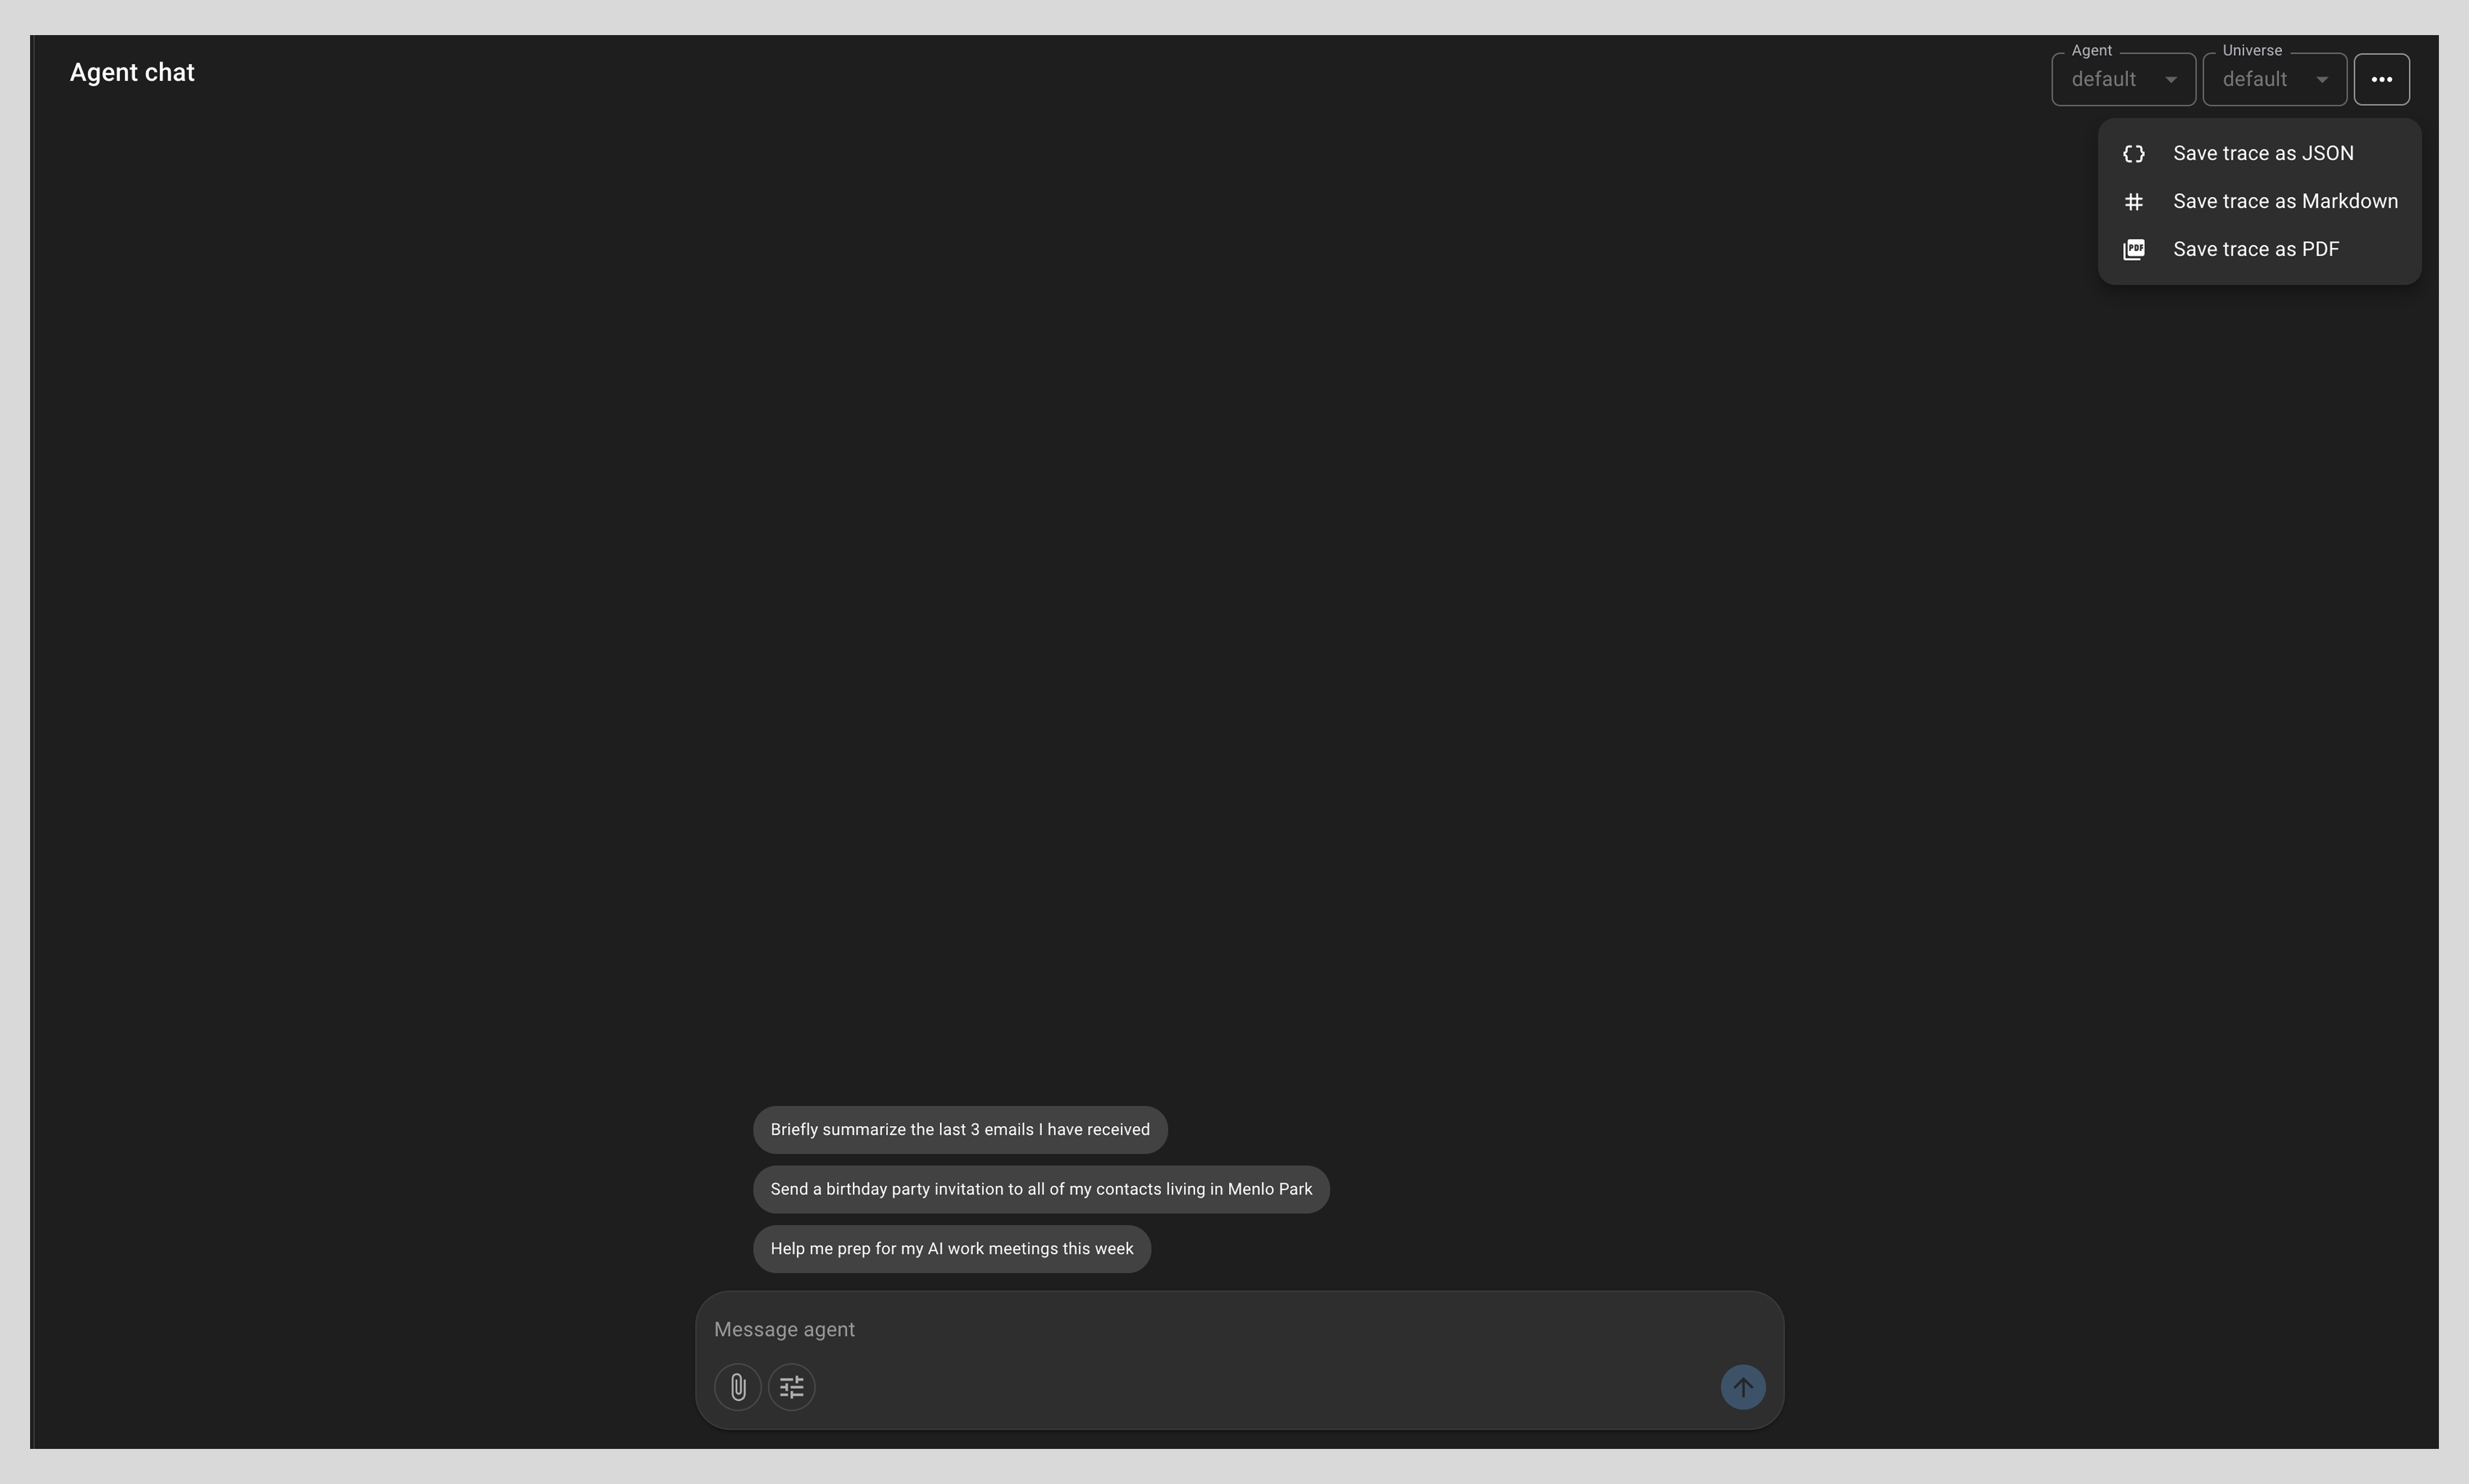 Agent chat
Agent
default
Universe
default
Save trace as JSON
Save trace as Markdown
PDF
Save trace as PDF
Briefly summarize the last 3 emails I have received
Send a birthday party invitation to all of my contacts living in Menlo Park
Help me prep for my AI work meetings this week
Message agent